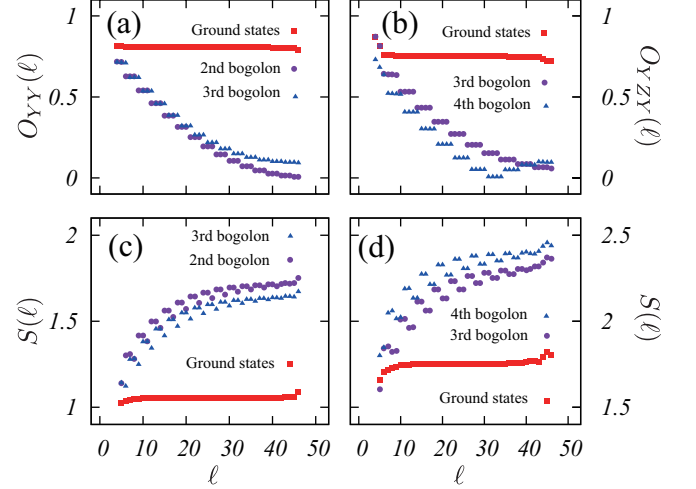 (a)
Ground states
2nd bogolon
3rd bogolon
1
0.5
0
O_{YY}(ℓ)
(b)
Ground states
3rd bogolon
4th bogolon
1
0.5
0
O_{YZY}(ℓ)
(c)
3rd bogolon
2nd bogolon
Ground states
2
1.5
1
S(ℓ)
0 10 20 30 40 50
ℓ
(d)
4th bogolon
3rd bogolon
Ground states
2.5
2
1.5
S(ℓ)
0 10 20 30 40 50
ℓ